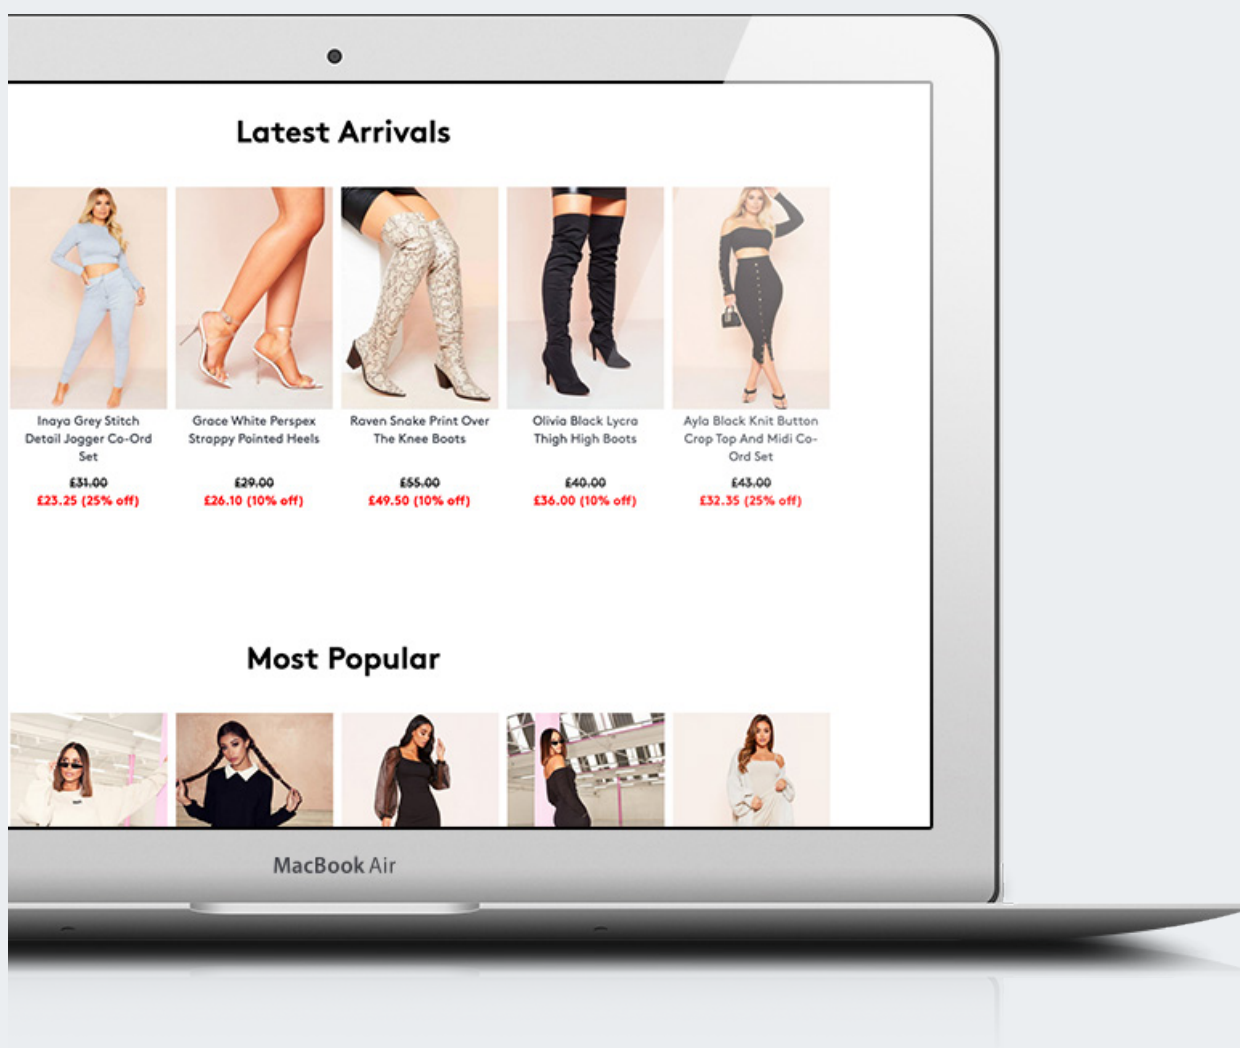 Latest Arrivals
Inaya Grey Stitch
Detail Jogger Co-Ord
Set
£31.00
£23.25 (25% off)
Grace White Perspex
Strappy Pointed Heels
£29.00
£26.10 (10% off)
Raven Snake Print Over
The Knee Boots
£55.00
£49.50 (10% off)
Olivia Black Lycra
Thigh High Boots
£40.00
£36.00 (10% off)
Ayla Black Knit Button
Crop Top And Midi Co-
Ord Set
£43.00
£32.35 (25% off)
Most Popular
MacBook Air